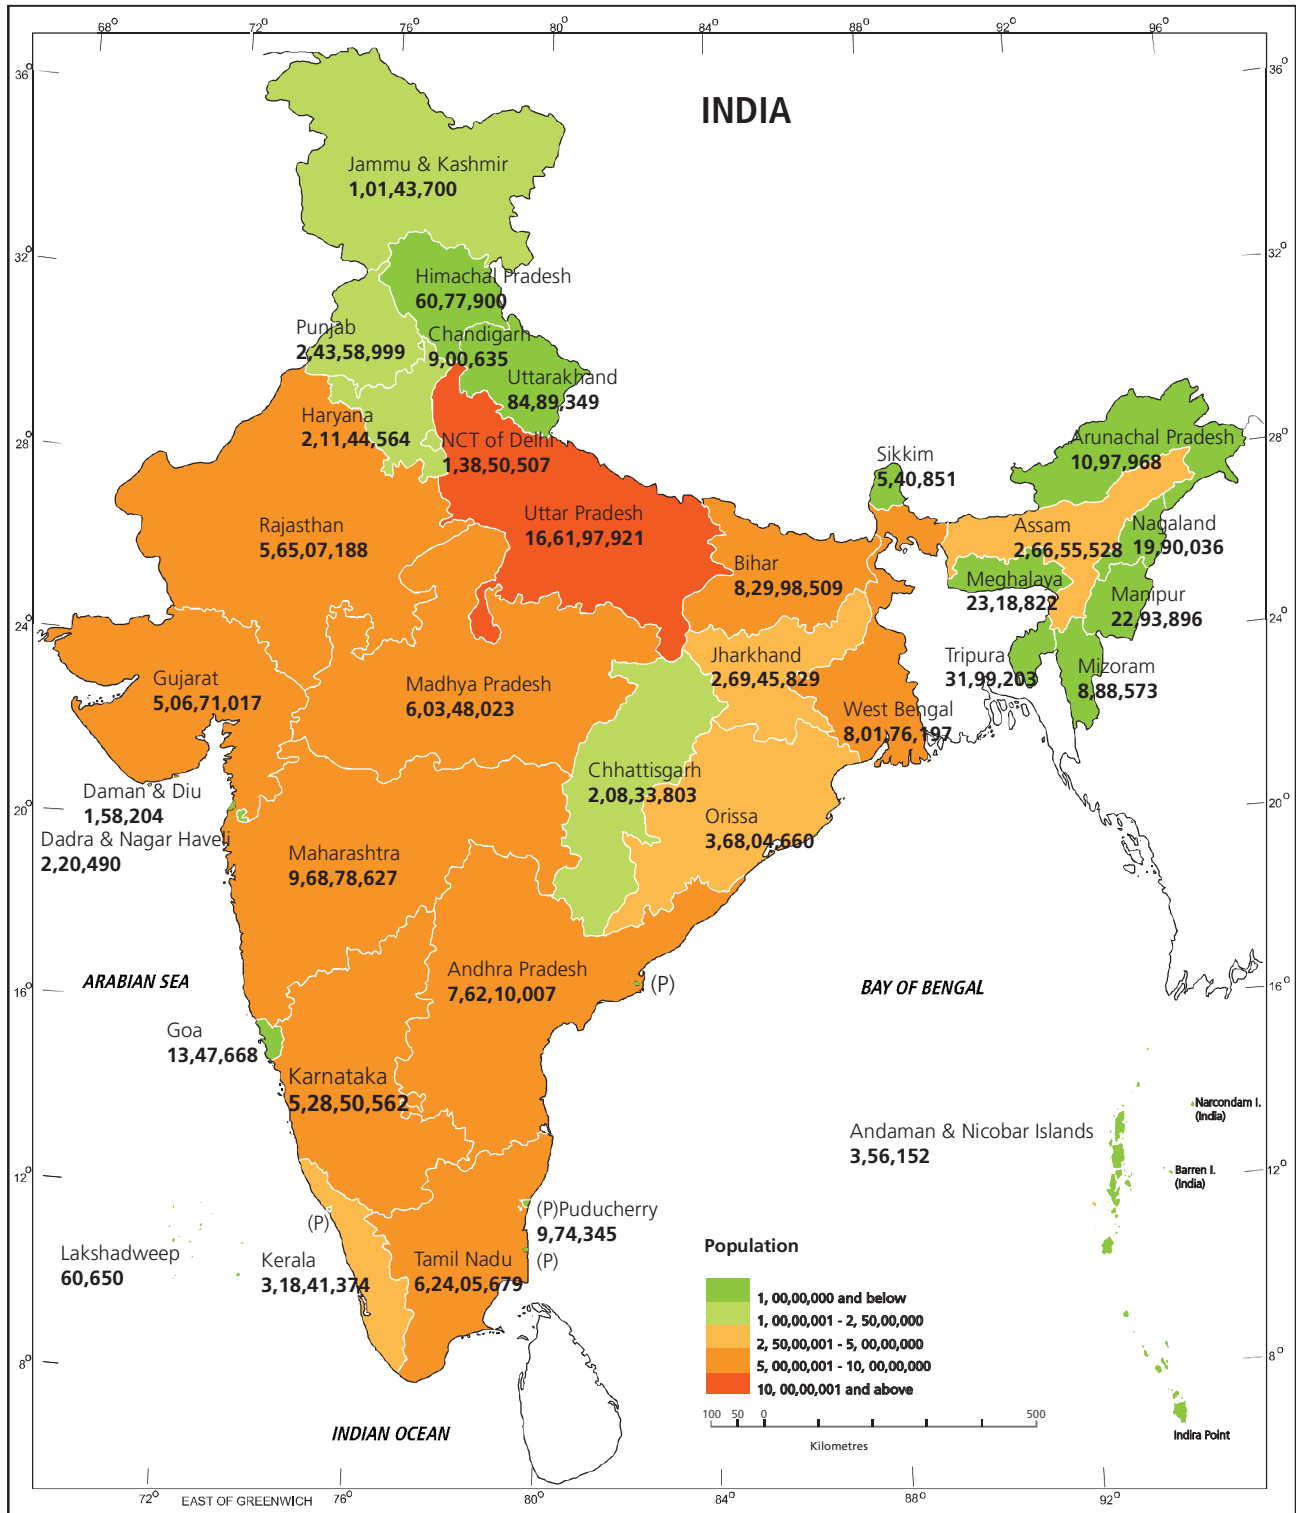 68°
72°
76°
80°
84°
88°
92°
96°
36°
36°
INDIA
Jammu & Kashmir
1,01,43,700
32°
32°
Himachal Pradesh
60,77,900
Punjab
2,43,58,999
Chandigarh
9,00,635
Uttarakhand
84,89,349
Haryana
2,11,44,564
NCT of Delhi
1,38,50,507
28°
28°
Arunachal Pradesh
10,97,968
Sikkim
5,40,851
Rajasthan
5,65,07,188
Uttar Pradesh
16,61,97,921
Assam
2,66,55,528
Nagaland
19,90,036
Bihar
8,29,98,509
Meghalaya
23,18,822
Manipur
22,93,896
24°
24°
Gujarat
5,06,71,017
Madhya Pradesh
6,03,48,023
Jharkhand
2,69,45,829
Tripura
31,99,203
Mizoram
8,88,573
West Bengal
8,01,76,197
Daman & Diu
1,58,204
Chhattisgarh
2,08,33,803
20°
20°
Orissa
3,68,04,660
Dadra & Nagar Haveli
2,20,490
Maharashtra
9,68,78,627
ARABIAN SEA
Andhra Pradesh
7,62,10,007
(P)
BAY OF BENGAL
16°
16°
Goa
13,47,668
Karnataka
5,28,50,562
Narcondam I.
(India)
Andaman & Nicobar Islands
3,56,152
Barren I.
(India)
12°
12°
(P)
(P)Puducherry
9,74,345
(P)
Lakshadweep
60,650
Kerala
3,18,41,374
Tamil Nadu
6,24,05,679
Population
1, 00,00,000 and below
1, 00,00,001 - 2, 50,00,000
2, 50,00,001 - 5, 00,00,000
5, 00,00,001 - 10, 00,00,000
10, 00,00,001 and above
8°
8°
100 50 0 500
Kilometres
INDIAN OCEAN
Indira Point
72°
EAST OF GREENWICH
76°
80°
84°
88°
92°